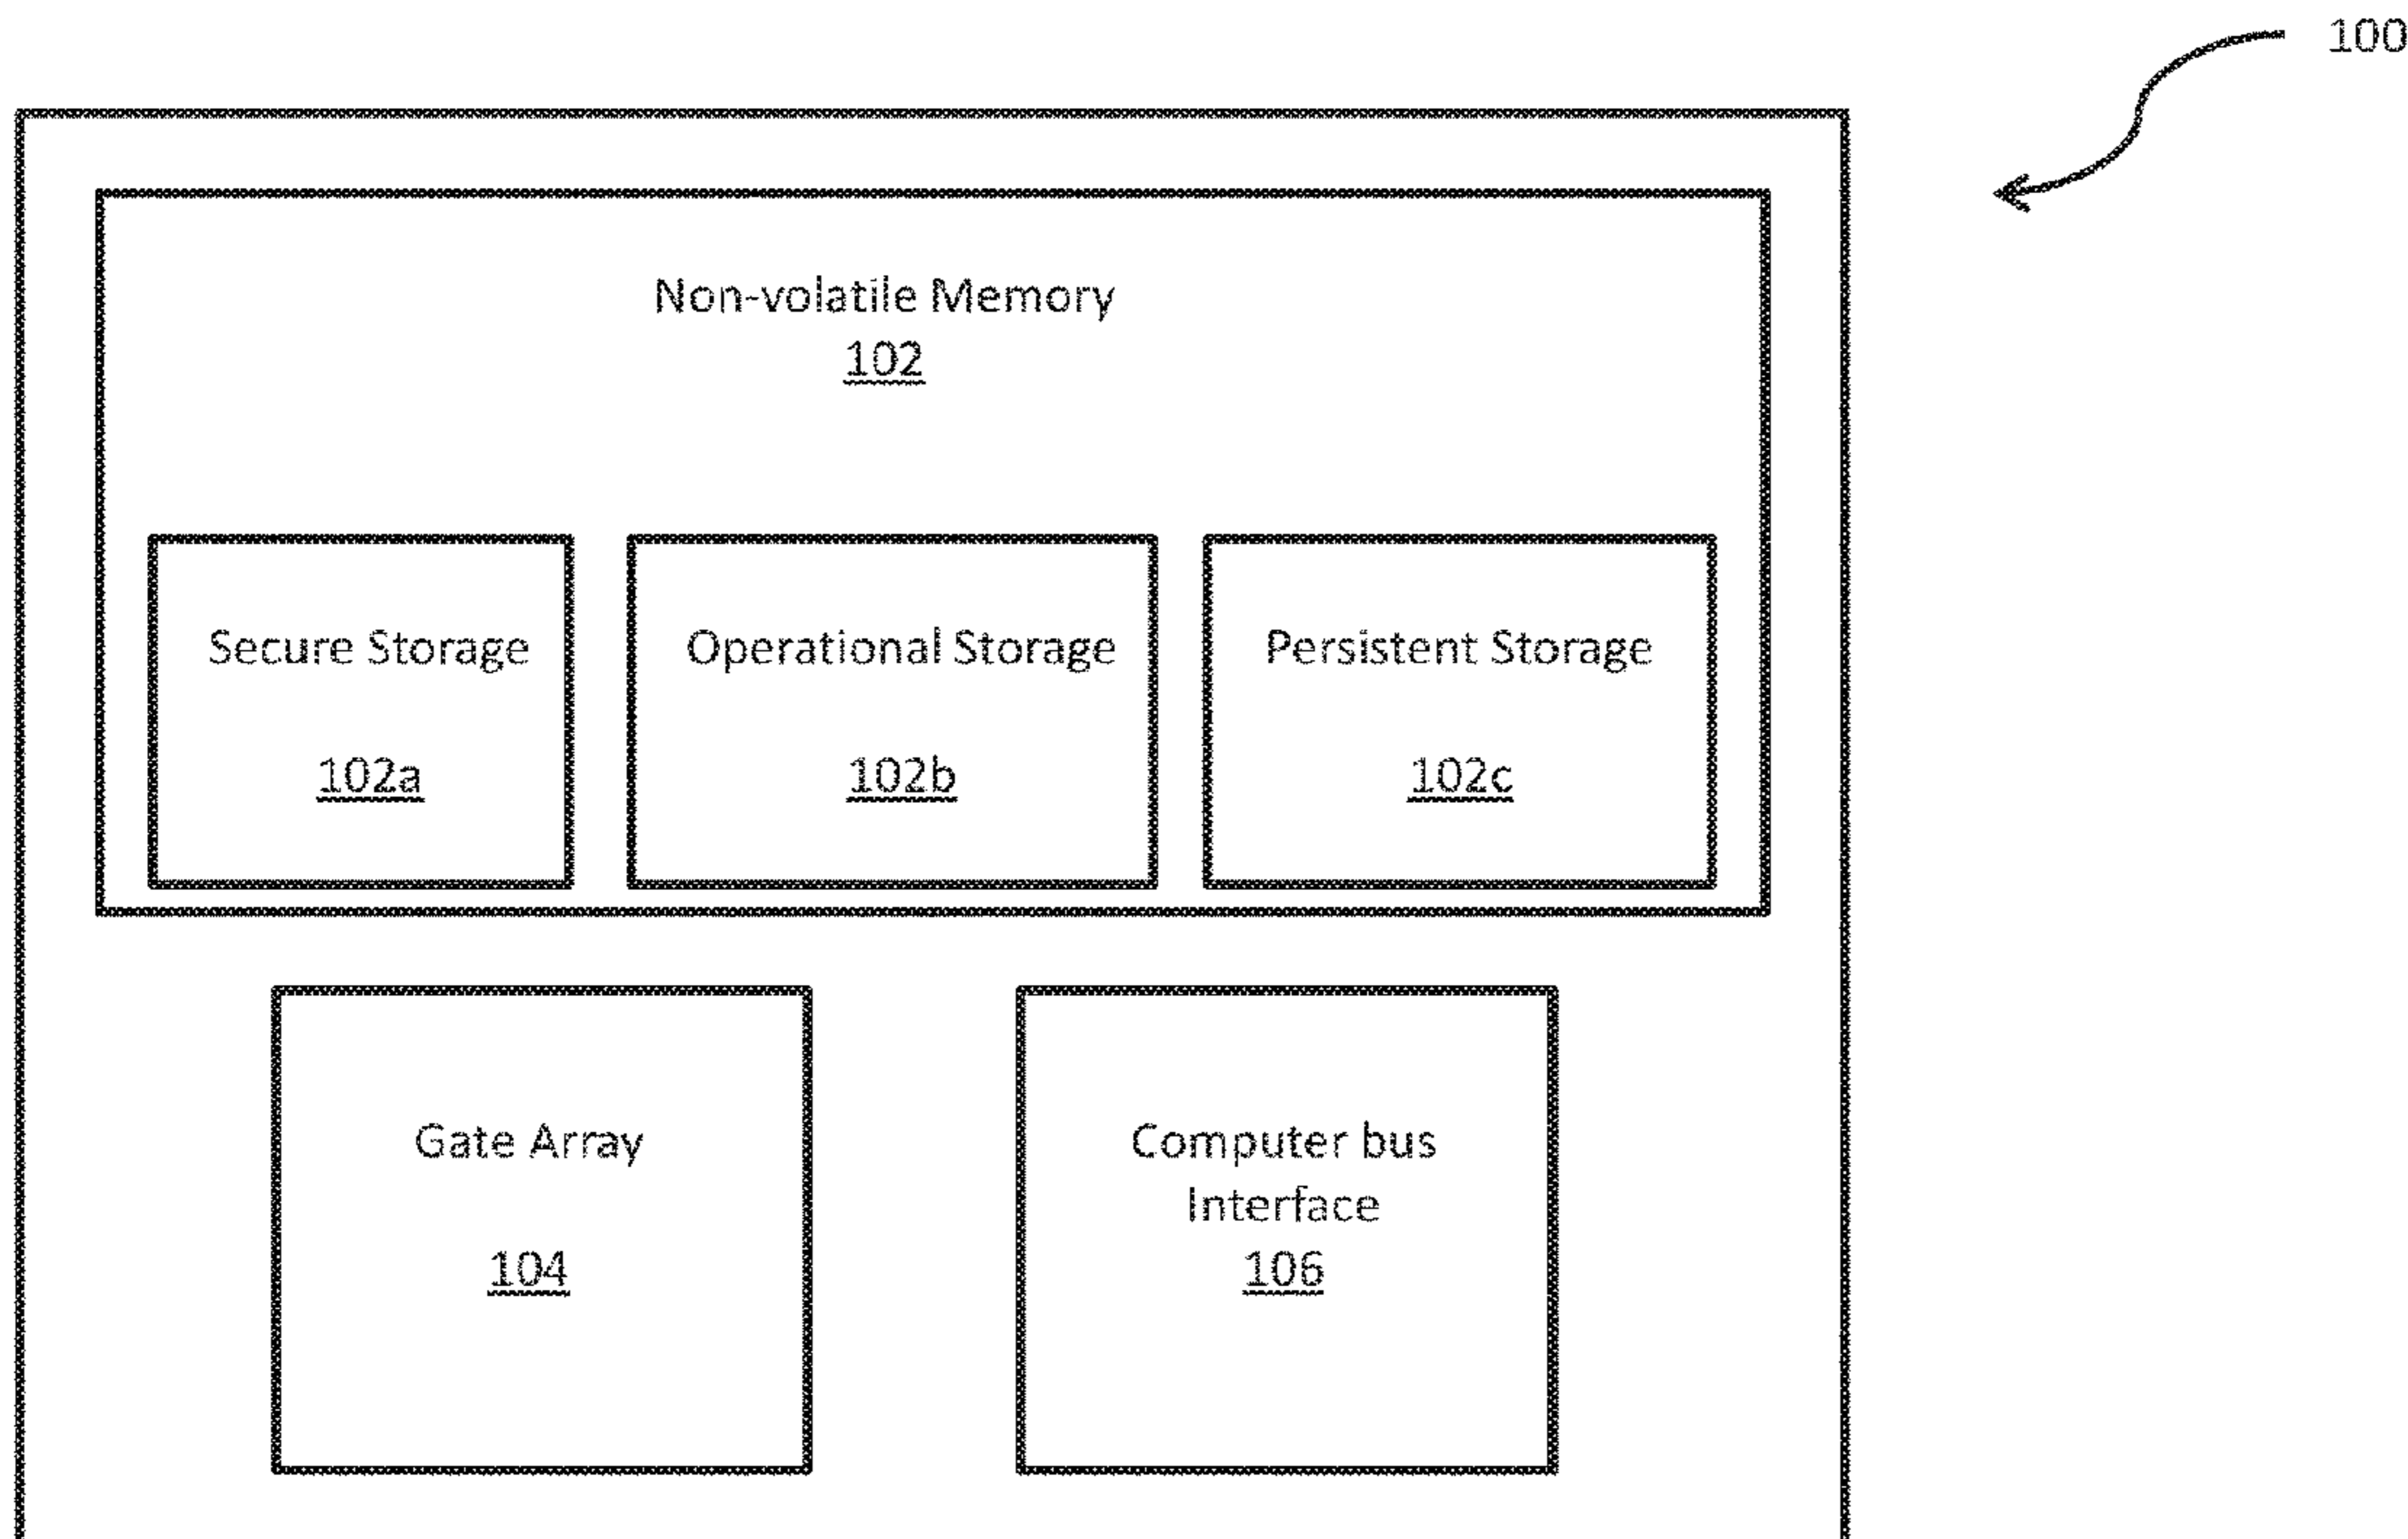 100
Non-volatile Memory
102
Secure Storage
102a
Operational Storage
102b
Persistent Storage
102c
Gate Array
104
Computer bus
Interface
106